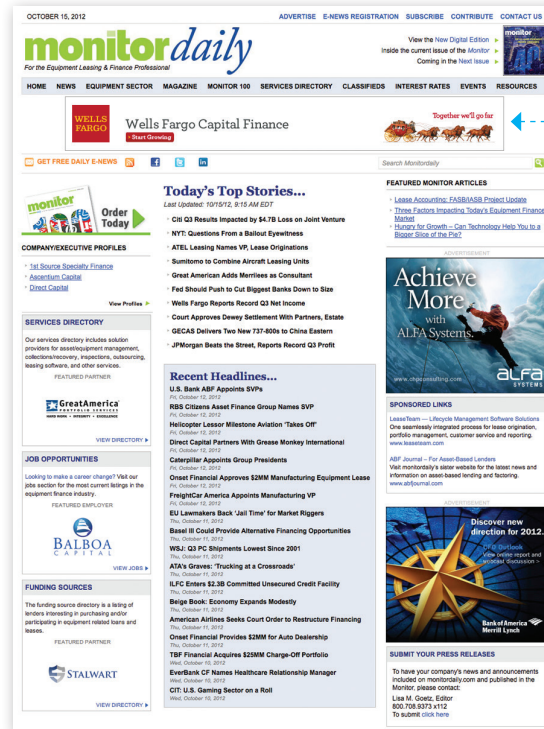 OCTOBER 15, 2012
ADVERTISE E-NEWS REGISTRATION SUBSCRIBE CONTRIBUTE CONTACT US
monitordaily
For the Equipment Leasing & Finance Professional
View the New Digital Edition
Inside the current issue of the Monitor
Coming in the Next Issue
monitor
HOME NEWS EQUIPMENT SECTOR MAGAZINE MONITOR 100 SERVICES DIRECTORY CLASSIFIEDS INTEREST RATES EVENTS RESOURCES
WELLS
FARGO
Wells Fargo Capital Finance
Start Growing
Together we'll go far
GET FREE DAILY E-NEWS
Search Monitordaily
monitor
Order
Today
COMPANY/EXECUTIVE PROFILES
1st Source Specialty Finance
Ascentium Capital
Direct Capital
View Profiles
SERVICES DIRECTORY
Our services directory includes solution
providers for asset/equipment management,
collections/recovery, inspections, outsourcing,
leasing software, and other services.
FEATURED PARTNER
GreatAmerica
PORTFOLIO SERVICES
HARD WORK • INTEGRITY • EXCELLENCE
VIEW DIRECTORY
JOB OPPORTUNITIES
Looking to make a career change? Visit our
jobs section for the most current listings in the
equipment finance industry.
FEATURED EMPLOYER
BALBOA
CAPITAL
VIEW JOBS
FUNDING SOURCES
The funding source directory is a listing of
lenders interesting in purchasing and/or
participating in equipment related loans and
leases.
FEATURED PARTNER
STALWART
VIEW DIRECTORY
Today's Top Stories...
Last Updated: 10/15/12, 9:15 AM EDT
Citi Q3 Results Impacted by $4.7B Loss on Joint Venture
NYT: Questions From a Bailout Eyewitness
ATEL Leasing Names VP, Lease Originations
Sumitomo to Combine Aircraft Leasing Units
Great American Adds Merrilees as Consultant
Fed Should Push to Cut Biggest Banks Down to Size
Wells Fargo Reports Record Q3 Net Income
Court Approves Dewey Settlement With Partners, Estate
GECAS Delivers Two New 737-800s to China Eastern
JPMorgan Beats the Street, Reports Record Q3 Profit
Recent Headlines...
U.S. Bank ABF Appoints SVPs
Fri, October 12, 2012
RBS Citizens Asset Finance Group Names SVP
Fri, October 12, 2012
Helicopter Lessor Milestone Aviation 'Takes Off'
Fri, October 12, 2012
Direct Capital Partners With Grease Monkey International
Fri, October 12, 2012
Caterpillar Appoints Group Presidents
Fri, October 12, 2012
Onset Financial Approves $2MM Manufacturing Off Equipment Lease
Fri, October 12, 2012
FreightCar America Appoints Manufacturing VP
Fri, October 12, 2012
EU Lawmakers Back 'Jail Time' for Market Riggers
Thu, October 11, 2012
Basel III Could Provide Alternative Financing Opportunities
Thu, October 11, 2012
WSJ: Q3 PC Shipments Lowest Since 2001
Thu, October 11, 2012
ATA's Graves: 'Trucking at a Crossroads'
Thu, October 11, 2012
ILFC Enters $2.3B Committed Unsecured Credit Facility
Thu, October 11, 2012
Beige Book: Economy Expands Modestly
Thu, October 11, 2012
American Airlines Seeks Court Order to Restructure Financing
Thu, October 11, 2012
Onset Financial Provides $2MM for Auto Dealership
Thu, October 11, 2012
TBF Financial Acquires $25MM Charge-Off Portfolio
Wed, October 10, 2012
EverBank CF Names Healthcare Relationship Manager
Wed, October 10, 2012
CIT: U.S. Gaming Sector on a Roll
Wed, October 10, 2012
FEATURED MONITOR ARTICLES
Lease Accounting: FASB/IASB Project Update
Three Factors Impacting Today's Equipment Finance
Market
Hungry for Growth – Can Technology Help You to a
Bigger Slice of the Pie?
ADVERTISEMENT
Achieve
More...
with
ALFA Systems.
www.chpconsulting.com
alfa
SYSTEMS
SPONSORED LINKS
LeaseTeam — Lifecycle Management Software Solutions
One seamlessly integrated process for lease origination,
portfolio management, customer service and reporting.
www.leaseteam.com
ABF Journal – For Asset-Based Lenders
Visit monitordaily's sister website for the latest news and
information on asset-based lending and factoring.
www.abfjournal.com
ADVERTISEMENT
Discover new
direction for 2012.
CFO Outlook
View online report and
webcast discussion >
Bank of America
Merrill Lynch
SUBMIT YOUR PRESS RELEASES
To have your company's news and announcements
included on monitordaily.com and published in the
Monitor, please contact:
Lisa M. Goetz, Editor
800.708.9373 x112
To submit click here